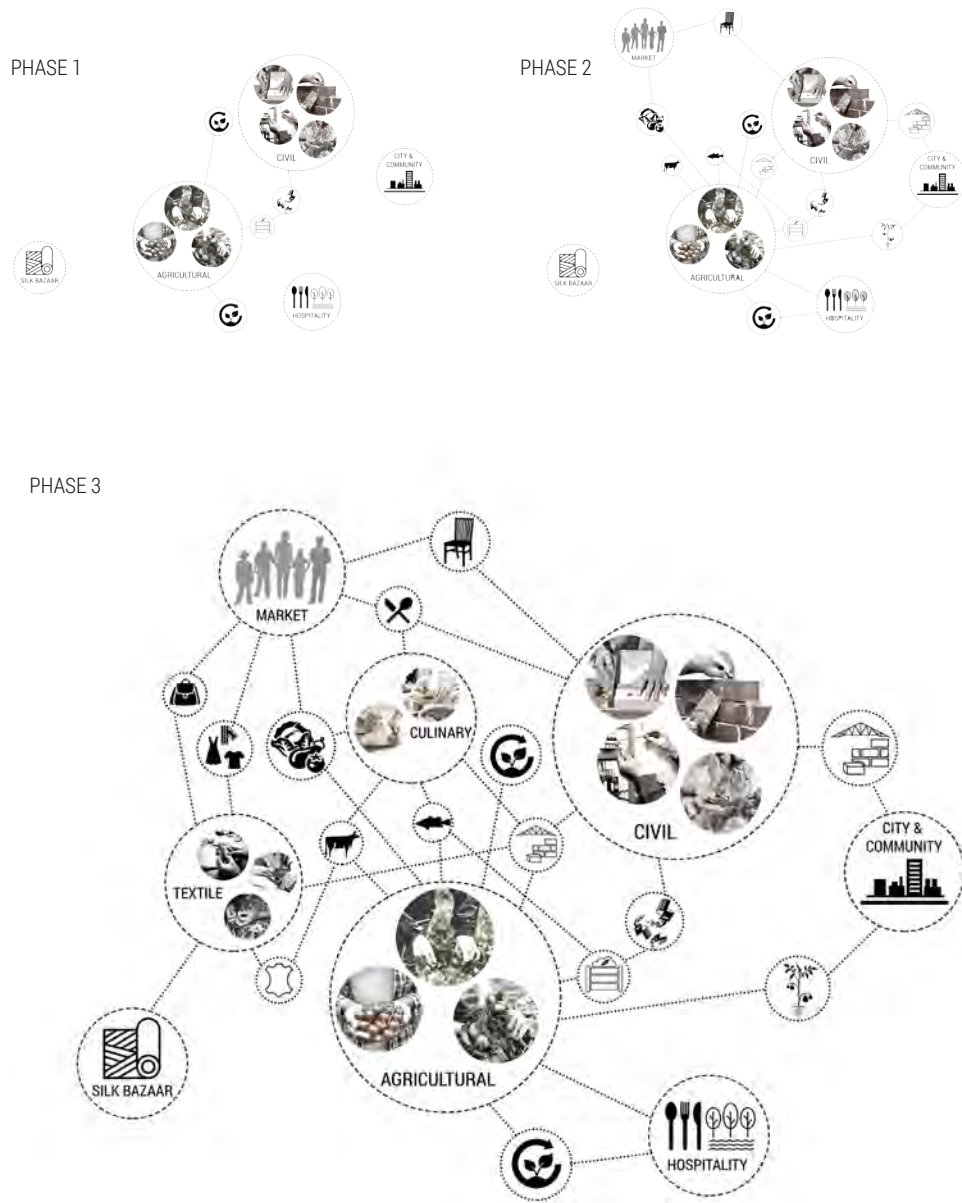 PHASE 1
CIVIL
CITY &
COMMUNITY
AGRICULTURAL
SILK BAZAAR
HOSPITALITY
PHASE 2
MARKET
CIVIL
CITY &
COMMUNITY
AGRICULTURAL
SILK BAZAAR
HOSPITALITY
PHASE 3
MARKET
CULINARY
CIVIL
CITY &
COMMUNITY
TEXTILE
AGRICULTURAL
SILK BAZAAR
HOSPITALITY